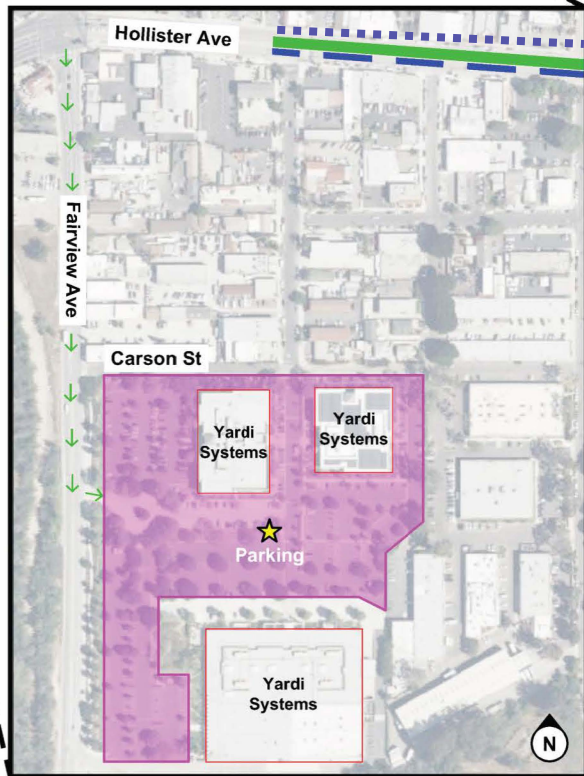 Hollister Ave
Fairview Ave
Carson St
Yardi
Systems
Yardi
Systems
Parking
Yardi
Systems
N